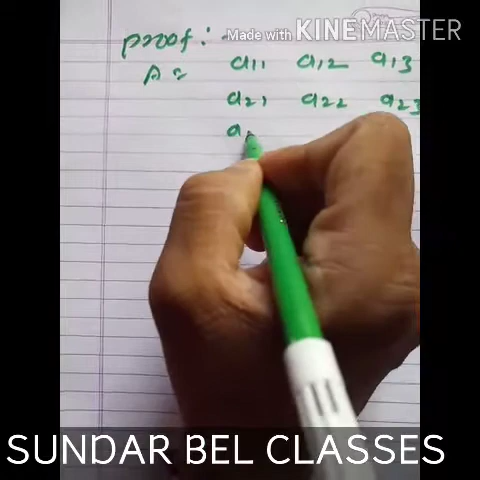 Made with KINEMASTER
proof:-
A = a11 a12 a13
a21 a22 a23
a
SUNDAR BEL CLASSES